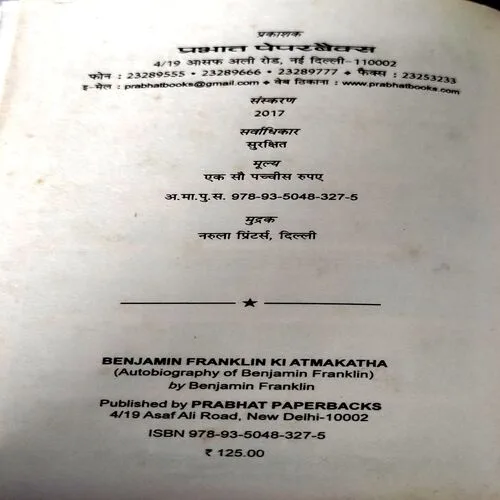 प्रकाशक
प्रभात पेपरबैक्स
4/19 आसफ अली रोड, नई दिल्ली-110002
फोन : 23289555 • 23289666 • 23289777 ❖ फैक्स : 23253233
इ-मेल : prabhatbooks@gmail.com ❖ वेब ठिकाना : www.prabhatbooks.com
संस्करण
2017
सर्वाधिकार
सुरक्षित
मूल्य
एक सौ पच्चीस रुपए
अ.मा.पु.स. 978-93-5048-327-5
मुद्रक
नरुला प्रिंटर्स, दिल्ली
★
BENJAMIN FRANKLIN KI ATMAKATHA
(Autobiography of Benjamin Franklin)
by Benjamin Franklin
Published by PRABHAT PAPERBACKS
4/19 Asaf Ali Road, New Delhi-110002
ISBN 978-93-5048-327-5
₹ 125.00